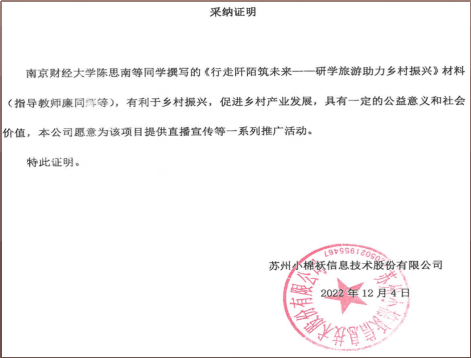 采纳证明
南京财经大学陈思南等同学撰写的《行走阡陌筑未来——研学旅游助力乡村振兴》材料
（指导教师廉同辉等），有利于乡村振兴，促进乡村产业发展，具有一定的公益意义和社会
价值，本公司愿意为该项目提供直播宣传等一系列推广活动。
特此证明。
苏州小棉袄信息技术股份有限公司
2022 年 12 月 4 日